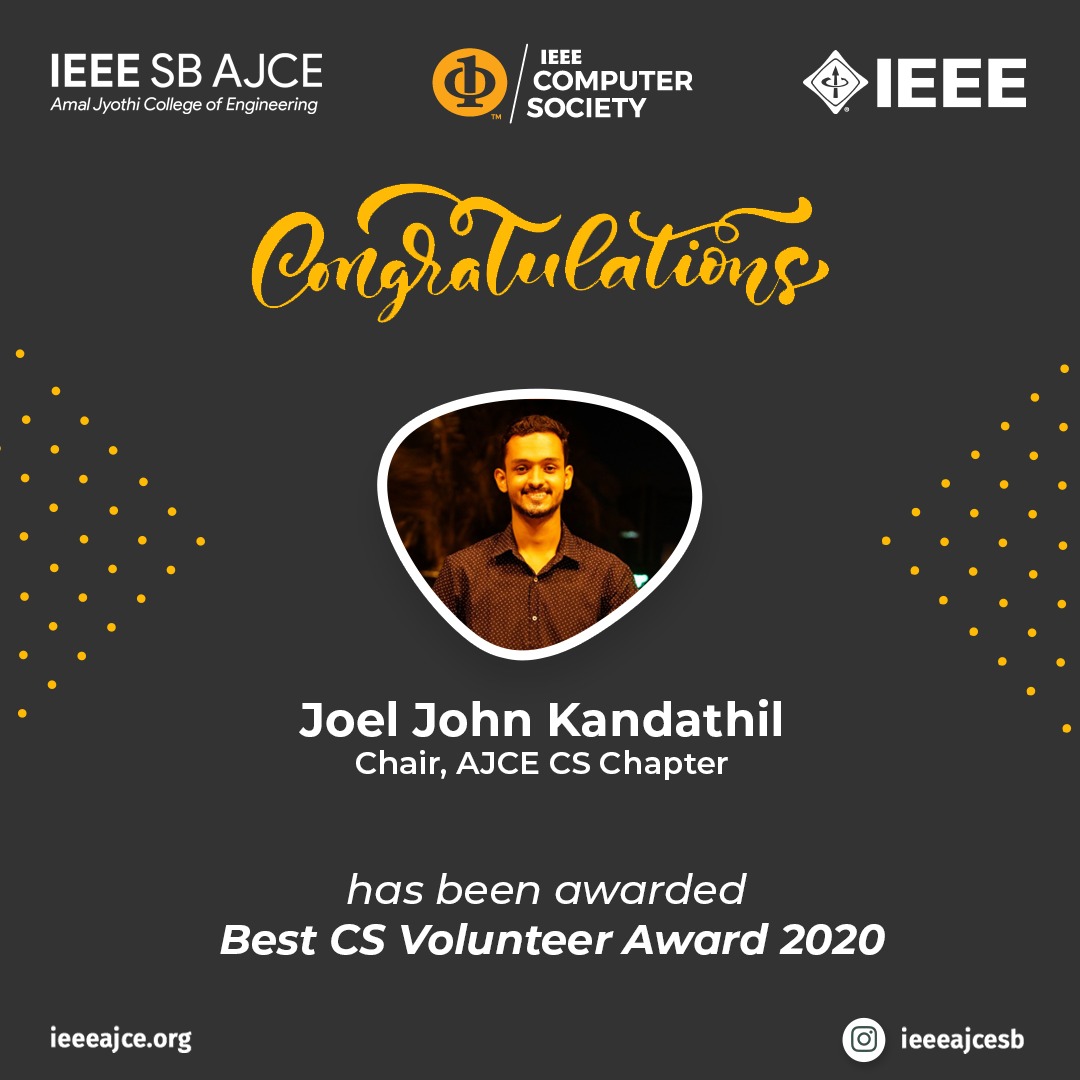 IEEE SB AJCE
Amal Jyothi College of Engineering
IEEE
COMPUTER
SOCIETY
TM
IEEE
®
Congratulations
Joel John Kandathil
Chair, AJCE CS Chapter
has been awarded
Best CS Volunteer Award 2020
ieeeajce.org
ieeeajcesb